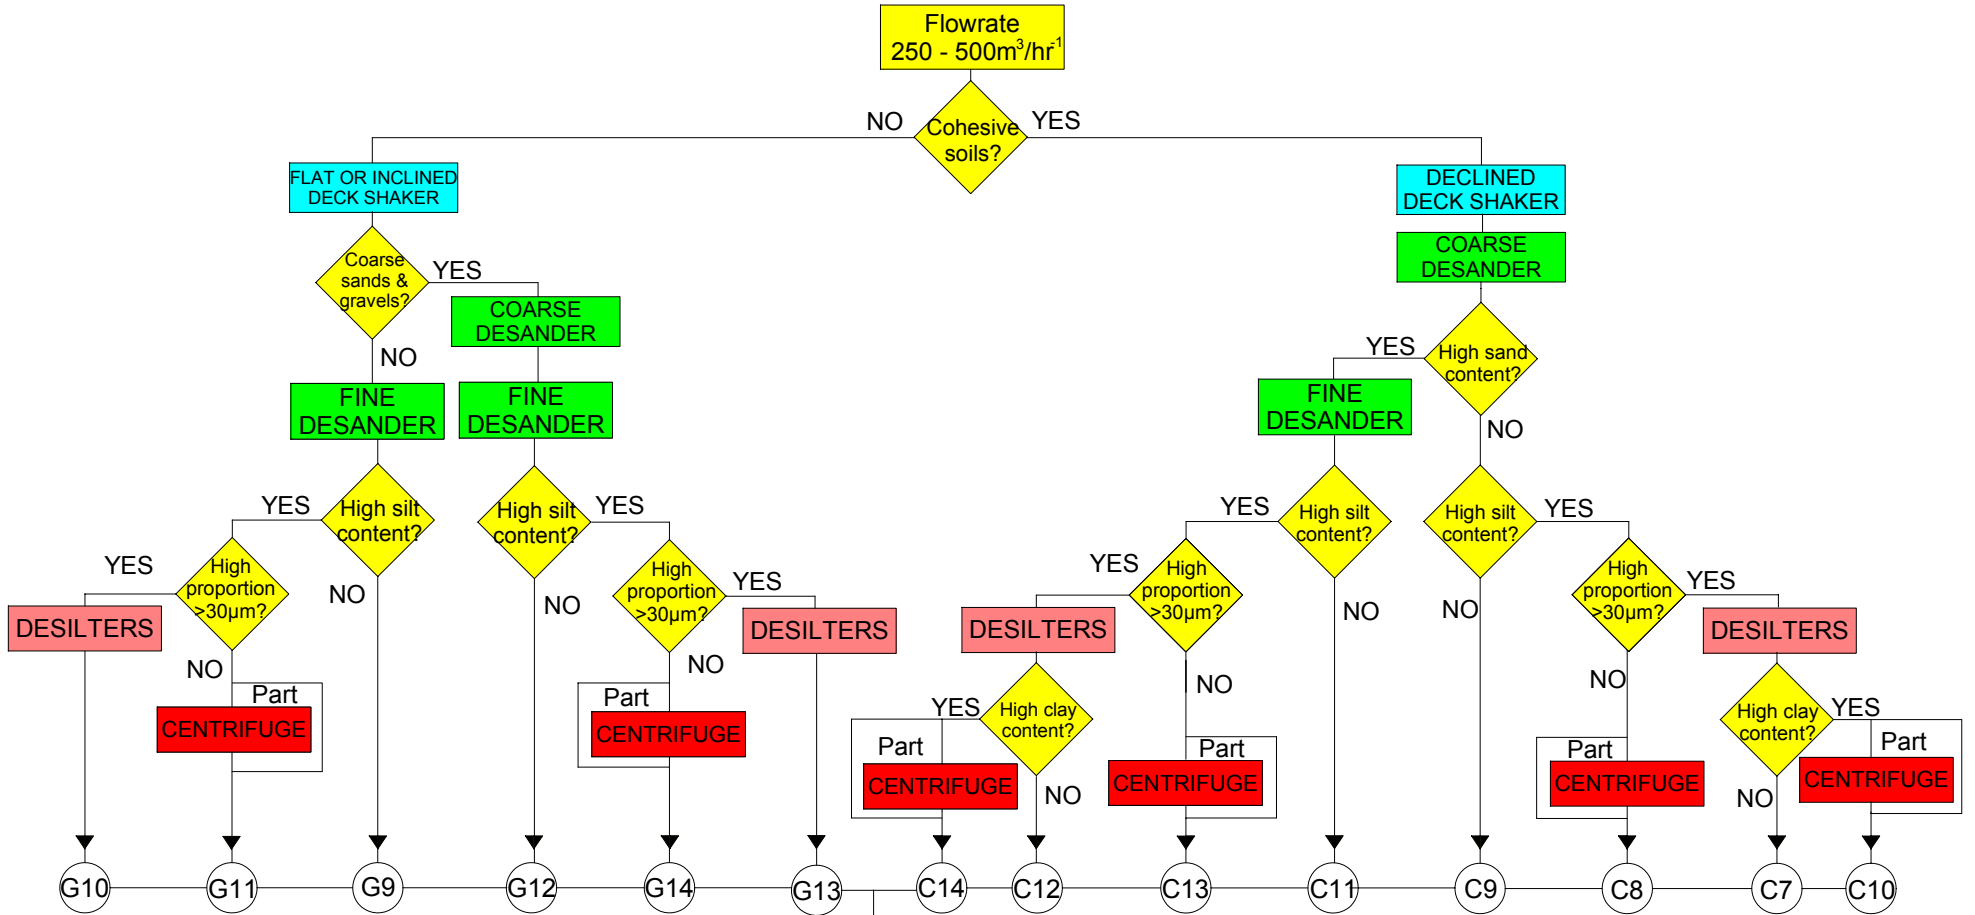 Flowrate
250 - 500m³/hr⁻¹
Cohesive
soils?
NO
YES
FLAT OR INCLINED
DECK SHAKER
DECLINED
DECK SHAKER
Coarse
sands &
gravels?
YES
NO
COARSE
DESANDER
COARSE
DESANDER
High sand
content?
YES
NO
FINE
DESANDER
FINE
DESANDER
FINE
DESANDER
High silt
content?
YES
NO
High silt
content?
YES
NO
High silt
content?
YES
NO
High silt
content?
YES
NO
High
proportion
>30µm?
YES
NO
High
proportion
>30µm?
YES
NO
High
proportion
>30µm?
YES
NO
High
proportion
>30µm?
YES
NO
DESILTERS
DESILTERS
DESILTERS
DESILTERS
High clay
content?
YES
NO
High clay
content?
YES
NO
Part
CENTRIFUGE
Part
CENTRIFUGE
Part
CENTRIFUGE
Part
CENTRIFUGE
Part
CENTRIFUGE
Part
CENTRIFUGE
G10
G11
G9
G12
G14
G13
C14
C12
C13
C11
C9
C8
C7
C10